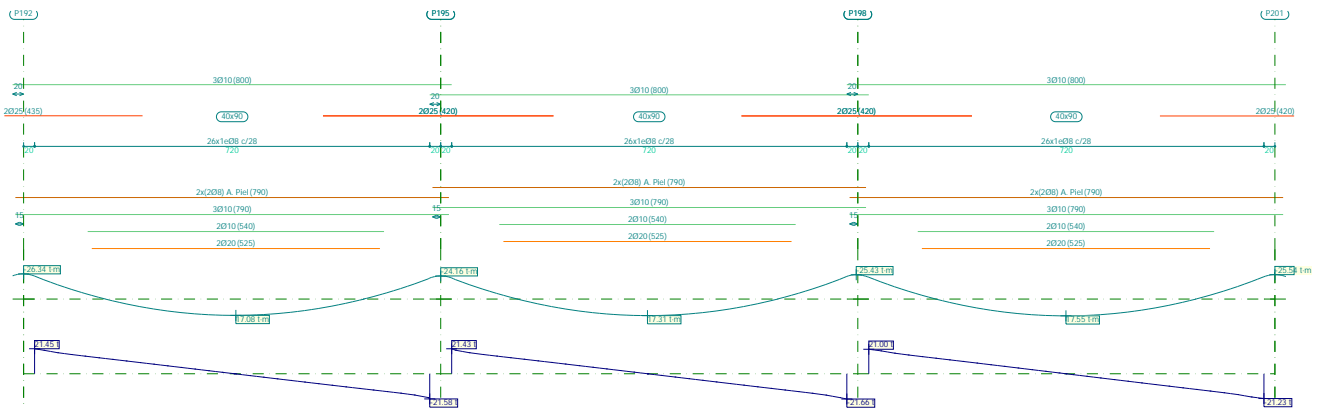 P192 P195 P198 P201
3Ø10(800) 3Ø10(800)
20 20
20 3Ø10(800)
2Ø25(435) 40x90 2Ø25(420) 40x90 2Ø25(420) 40x90 2Ø25(420)
26x1eØ8 c/28 26x1eØ8 c/28 26x1eØ8 c/28
20 720 20 20 720 20 20 720 20
2x(2Ø8) A. Piel (790)
2x(2Ø8) A. Piel (790) 2x(2Ø8) A. Piel (790)
3Ø10(790) 3Ø10(790) 3Ø10(790)
15 15 15
2Ø10(540) 2Ø10(540) 2Ø10(540)
2Ø20(525) 2Ø20(525) 2Ø20(525)
-26.34 t·m -24.16 t·m -25.43 t·m -25.54 t·m
17.08 t·m 17.31 t·m 17.55 t·m
21.45 t 21.43 t 21.00 t
-21.58 t -21.66 t -21.23 t